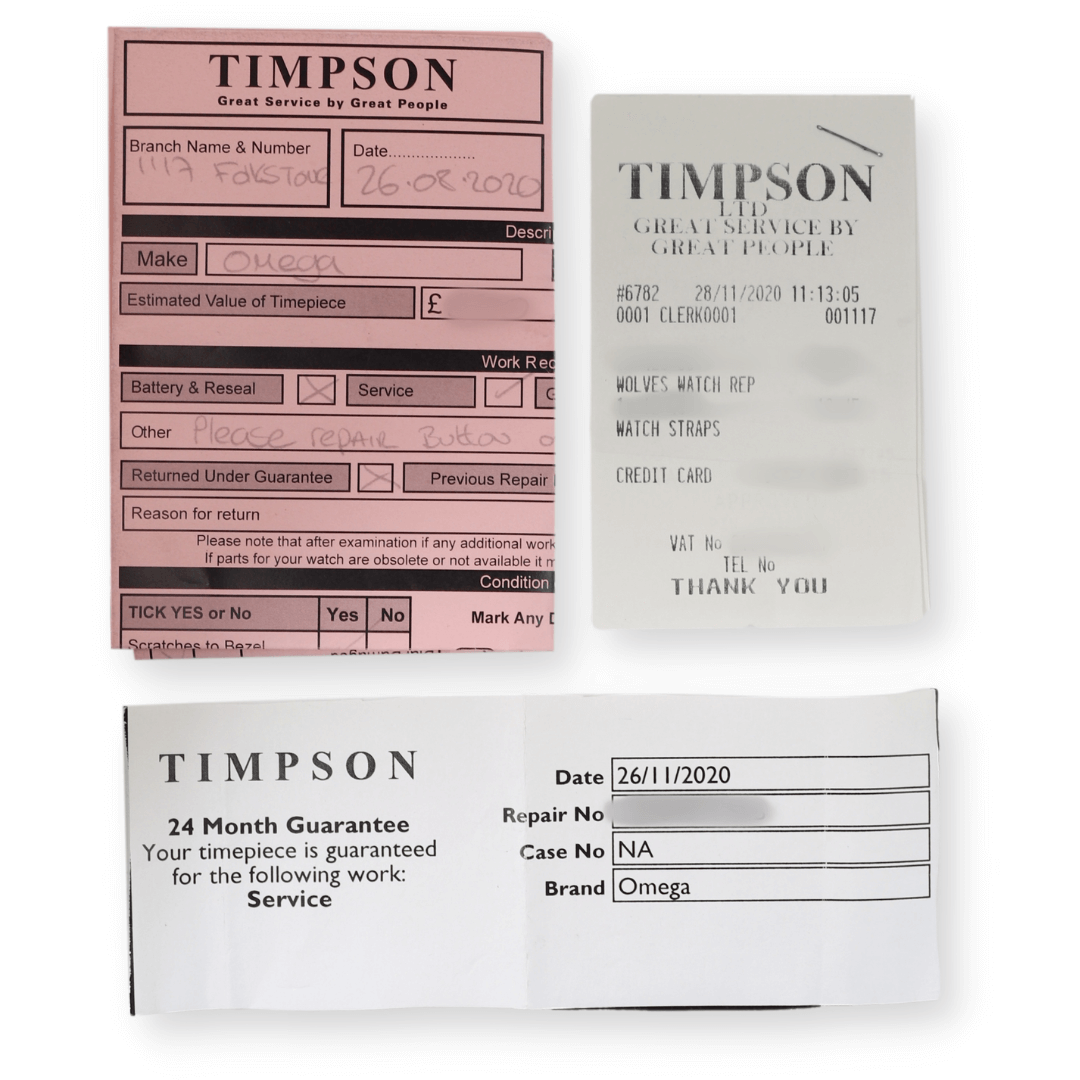 TIMPSON
Great Service by Great People
Branch Name & Number
1117 FOLKSTONE
Date...................
26.08.2020
Descri
Make
Omega
Estimated Value of Timepiece
£
Work Rec
Battery & Reseal
Service
G
Other
Please repair Button
Returned Under Guarantee
Previous Repair
Reason for return
Please note that after examination if any additional work
If parts for your watch are obsolete or not available it m
Condition
TICK YES or No
Yes
No
Mark Any D
Scratches to Bezel
TIMPSON
LTD
GREAT SERVICE BY
GREAT PEOPLE
#6782 28/11/2020 11:13:05
0001 CLERK0001 001117
WOLVES WATCH REP
WATCH STRAPS
CREDIT CARD
VAT No
TEL No
THANK YOU
TIMPSON
24 Month Guarantee
Your timepiece is guaranteed
for the following work:
Service
Date 26/11/2020
Repair No
Case No NA
Brand Omega